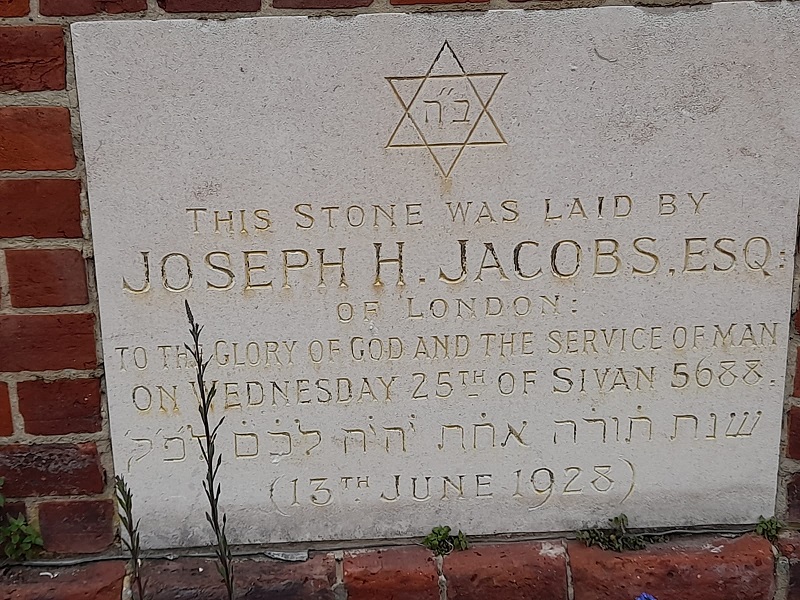 ב״ה
THIS STONE WAS LAID BY
JOSEPH H. JACOBS, ESQ:
OF LONDON:
TO THE GLORY OF GOD AND THE SERVICE OF MAN
ON WEDNESDAY 25TH OF SIVAN 5688.
שנת תורה אחת יהיה לכם לפ״ק
(13TH JUNE 1928)